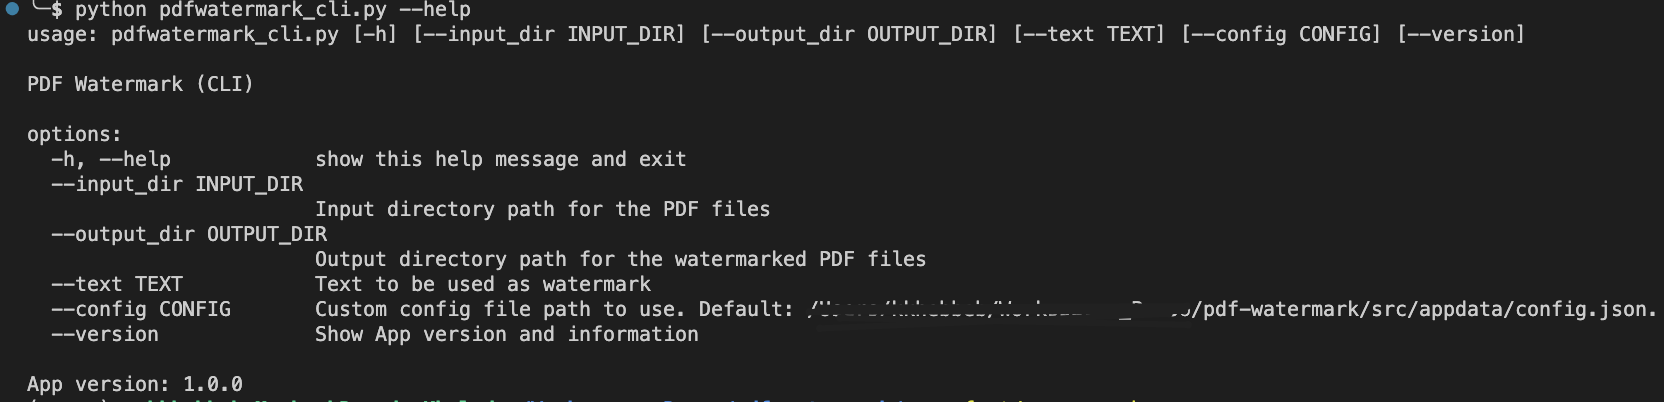 $ python pdfwatermark_cli.py --help
usage: pdfwatermark_cli.py [-h] [--input_dir INPUT_DIR] [--output_dir OUTPUT_DIR] [--text TEXT] [--config CONFIG] [--version]
PDF Watermark (CLI)
options:
-h, --help show this help message and exit
--input_dir INPUT_DIR
Input directory path for the PDF files
--output_dir OUTPUT_DIR
Output directory path for the watermarked PDF files
--text TEXT Text to be used as watermark
--config CONFIG Custom config file path to use. Default: /pdf-watermark/src/appdata/config.json.
--version Show App version and information
App version: 1.0.0